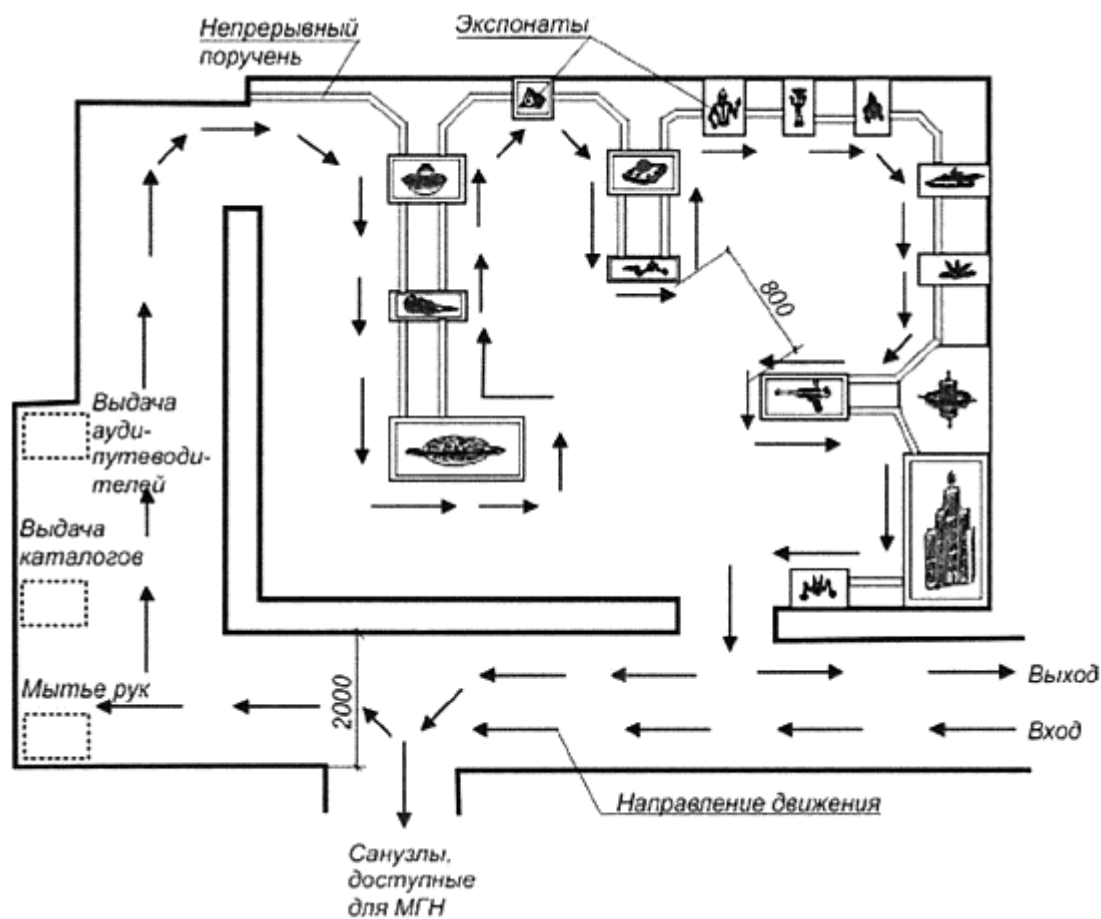 Непрерывный
поручень
Экспонаты
800
Выдача
ауди-
путеводи-
телей
Выдача
каталогов
Мытье рук
2000
Выход
Вход
Направление движения
Санузлы,
доступные
для МГН